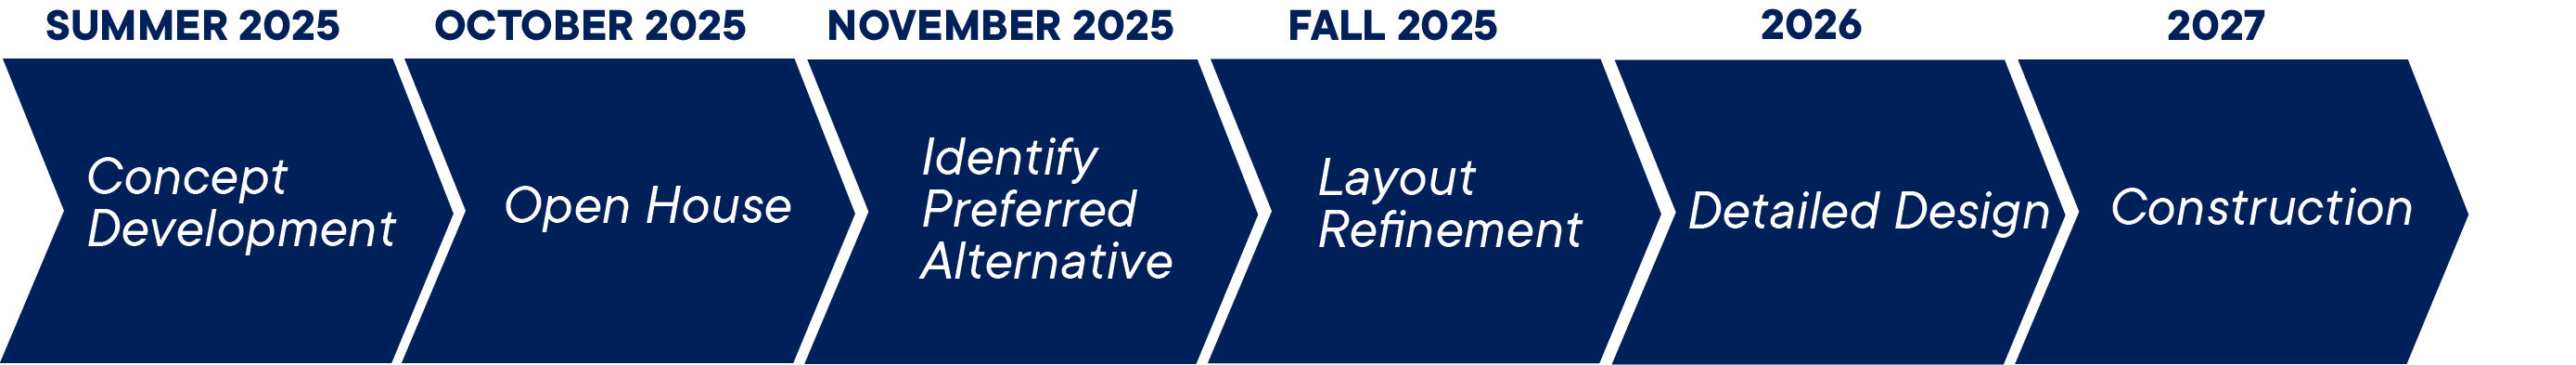 SUMMER 2025
OCTOBER 2025
NOVEMBER 2025
FALL 2025
2026
2027
Concept
Development
Open House
Identify
Preferred
Alternative
Layout
Refinement
Detailed Design
Construction